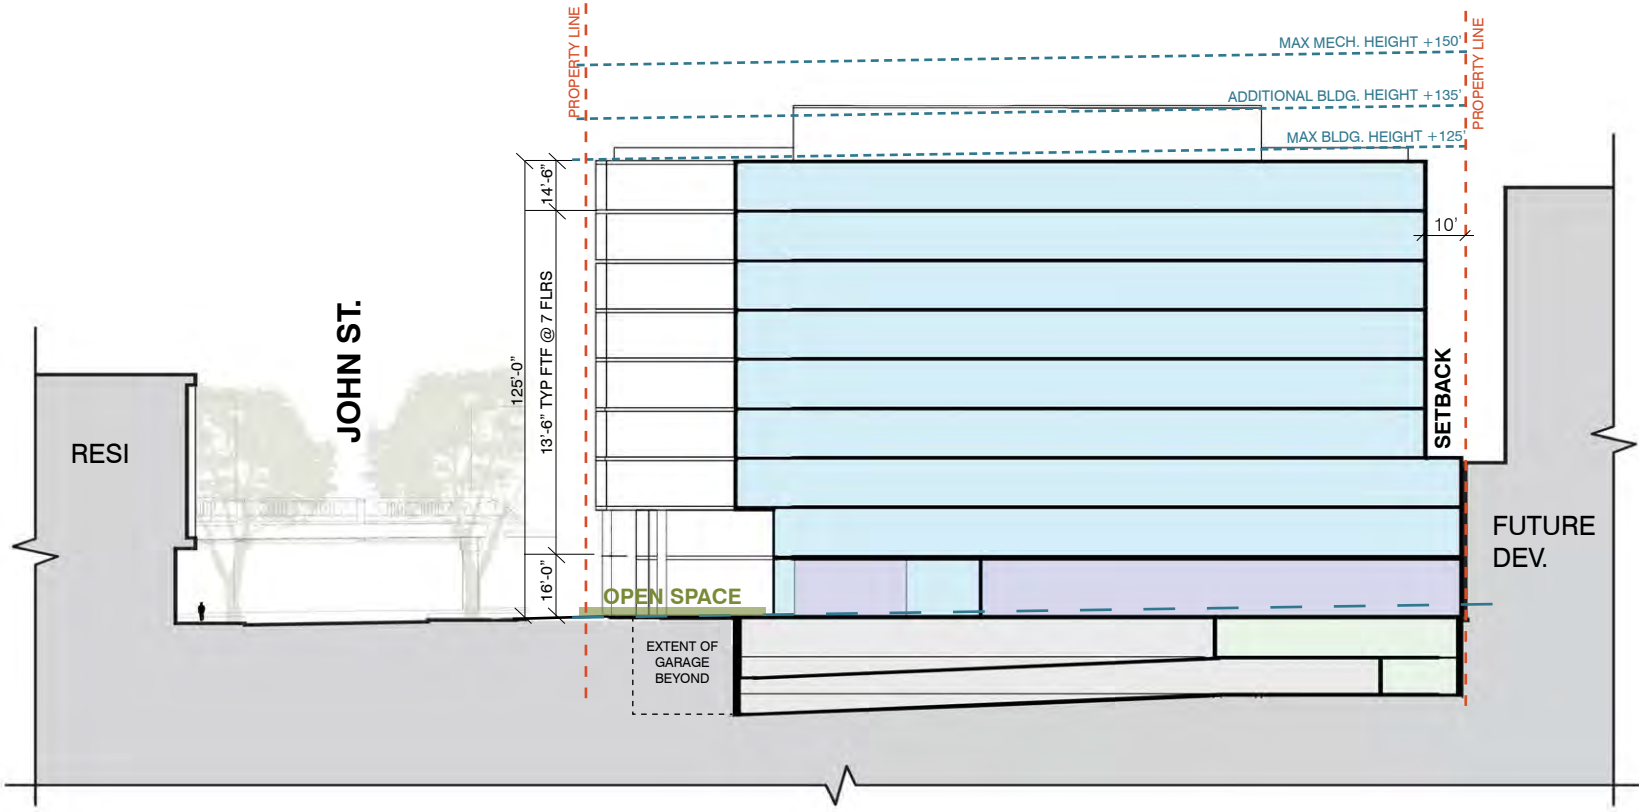 PROPERTY LINE
MAX MECH. HEIGHT +150'
PROPERTY LINE
ADDITIONAL BLDG. HEIGHT +135'
MAX BLDG. HEIGHT +125'
14'-6"
10'
13'-6" TYP FTF @ 7 FLRS
125'-0"
JOHN ST.
SETBACK
RESI
FUTURE
DEV.
16'-0"
OPEN SPACE
EXTENT OF
GARAGE
BEYOND